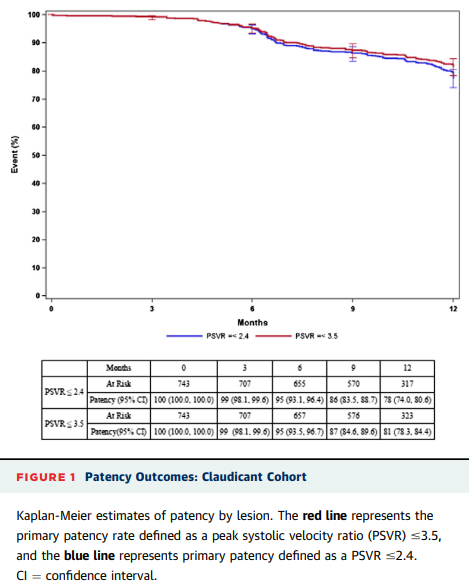 100
90
80
70
60
50
40
30
20
10
0
Event (%)
0 3 6 9 12
Months
PSVR =< 2.4 PSVR =< 3.5
Months 0 3 6 9 12
PSVR ≤ 2.4 At Risk 743 707 655 570 317
Patency (95% CI) 100 (100.0, 100.0) 99 (98.1, 99.6) 95 (93.1, 96.4) 86 (83.5, 88.7) 78 (74.0, 80.6)
PSVR ≤ 3.5 At Risk 743 707 657 576 323
Patency(95% CI) 100 (100.0, 100.0) 99 (98.1, 99.6) 95 (93.5, 96.7) 87 (84.6, 89.6) 81 (78.3, 84.4)
FIGURE 1 Patency Outcomes: Claudicant Cohort
Kaplan-Meier estimates of patency by lesion. The red line represents the
primary patency rate defined as a peak systolic velocity ratio (PSVR) ≤3.5,
and the blue line represents primary patency defined as a PSVR ≤2.4.
CI = confidence interval.